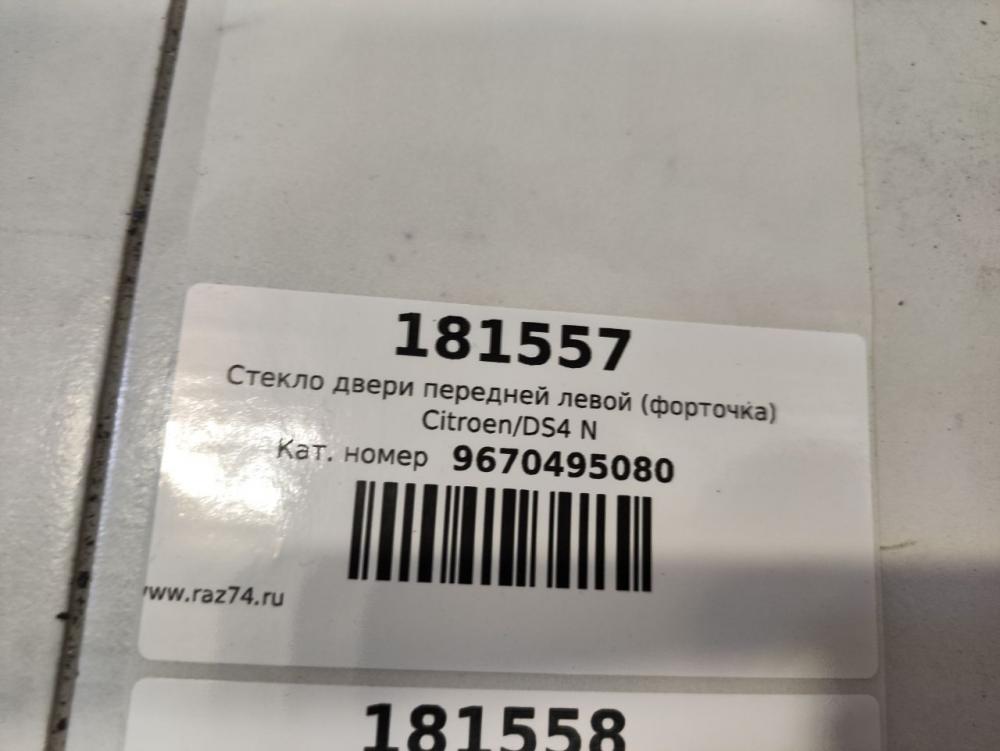 181557
Стекло двери передней левой (форточка)
Citroen/DS4 N
Кат. номер 9670495080
www.raz74.ru
181558